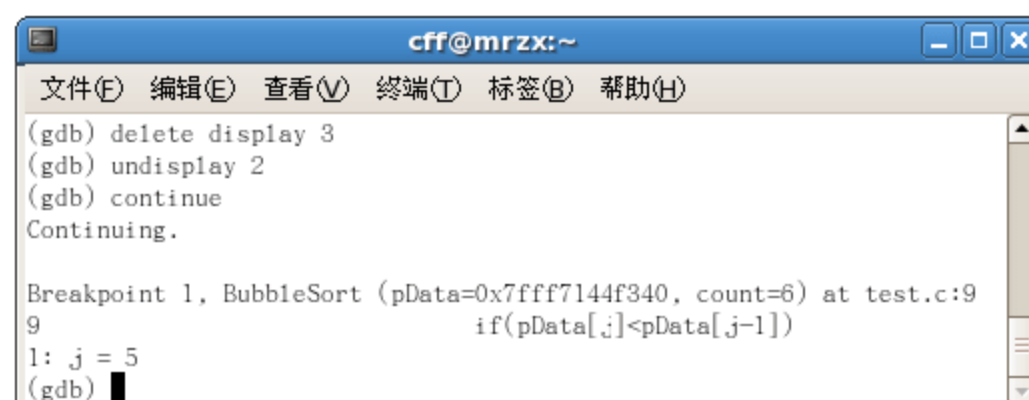 cff@mrzx:~
文件(F) 编辑(E) 查看(V) 终端(T) 标签(B) 帮助(H)
(gdb) delete display 3
(gdb) undisplay 2
(gdb) continue
Continuing.
Breakpoint 1, BubbleSort (pData=0x7fff7144f340, count=6) at test.c:9
9 if(pData[j]<pData[j-1])
1: j = 5
(gdb)